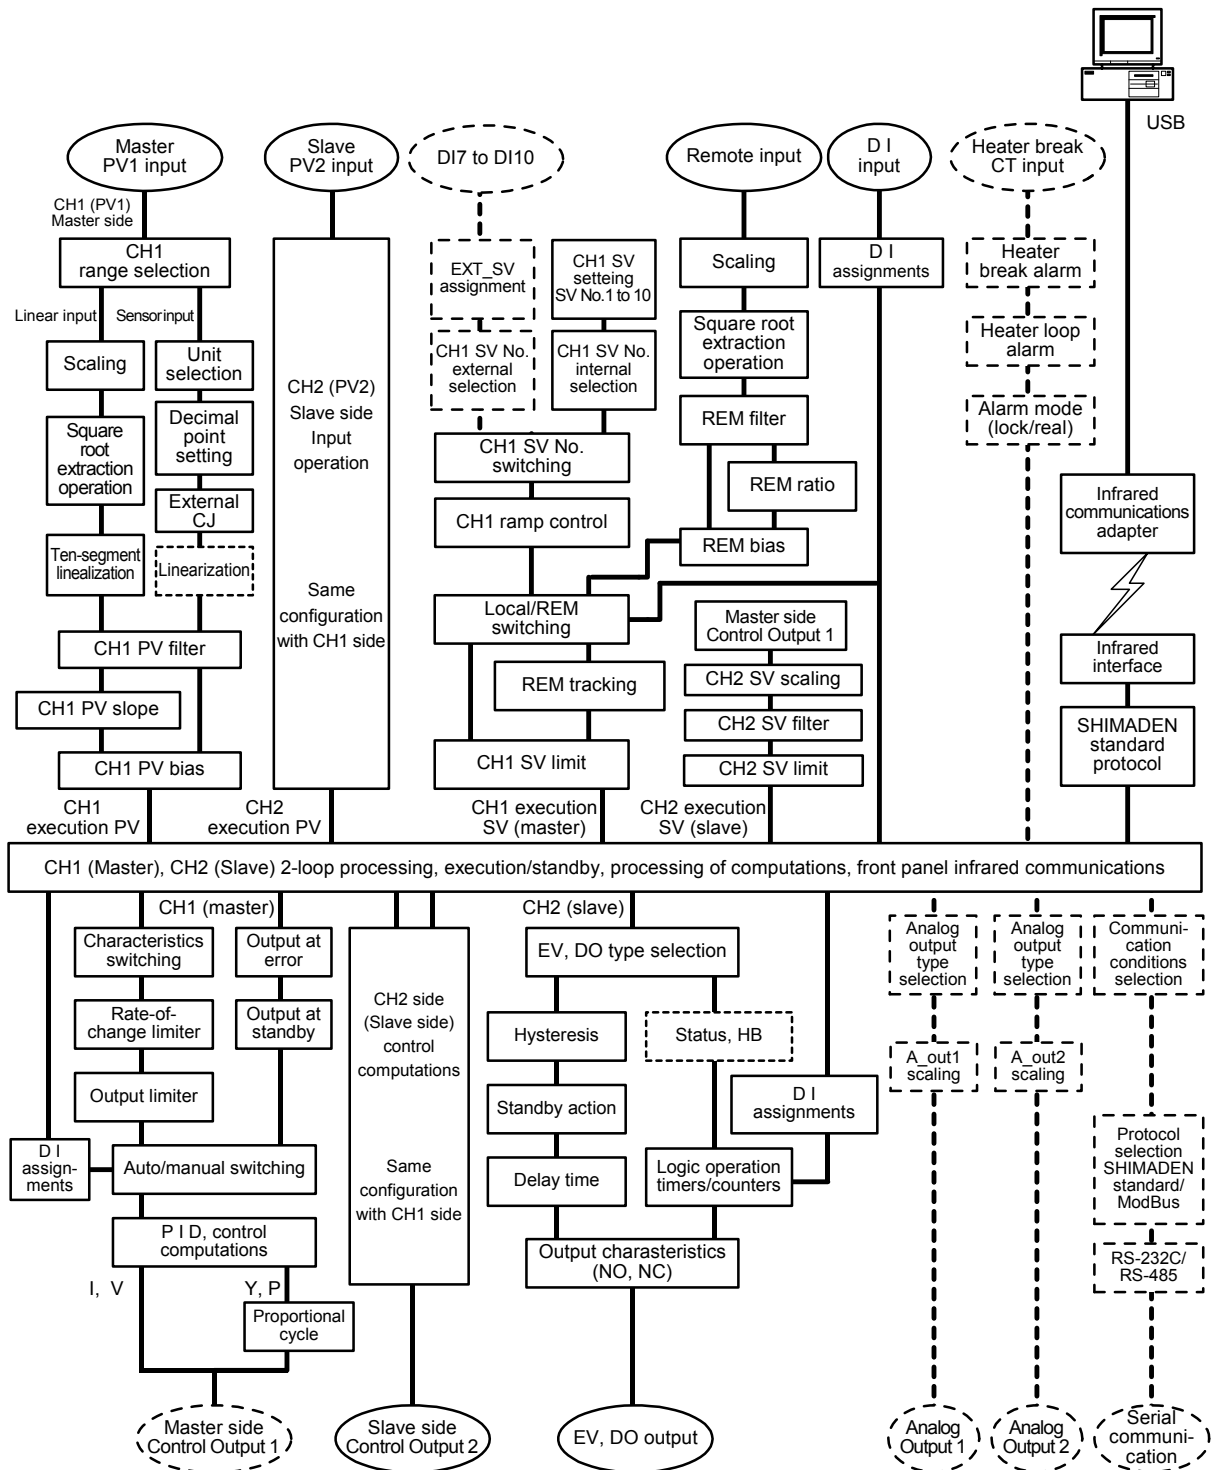 USB
Master
PV1 input
Slave
PV2 input
DI7 to DI10
Remote input
D I
input
Heater break
CT input
CH1 (PV1)
Master side
CH1
range selection
Linear input
Sensor input
Scaling
Unit
selection
Square
root
extraction
operation
Decimal
point
setting
External
CJ
Ten-segment
linealization
Linearization
CH1 PV filter
CH1 PV slope
CH1 PV bias
CH1
execution PV
CH2 (PV2)
Slave side
Input
operation
Same
configuration
with CH1 side
CH2
execution PV
EXT_SV
assignment
CH1 SV
setteing
SV No.1 to 10
CH1 SV No.
external
selection
CH1 SV No.
internal
selection
CH1 SV No.
switching
CH1 ramp control
Local/REM
switching
REM tracking
CH1 SV limit
CH1 execution
SV (master)
Scaling
Square root
extraction
operation
REM filter
REM ratio
REM bias
Master side
Control Output 1
CH2 SV scaling
CH2 SV filter
CH2 SV limit
CH2 execution
SV (slave)
D I
assignments
Heater
break alarm
Heater loop
alarm
Alarm mode
(lock/real)
Infrared
communications
adapter
Infrared
interface
SHIMADEN
standard
protocol
CH1 (Master), CH2 (Slave) 2-loop processing, execution/standby, processing of computations, front panel infrared communications
CH1 (master)
CH2 (slave)
Characteristics
switching
Output at
error
Rate-of-
change limiter
Output at
standby
Output limiter
D I
assign-
ments
Auto/manual switching
P I D, control
computations
I, V
Y, P
Proportional
cycle
Master side
Control Output 1
CH2 side
(Slave side)
control
computations
Same
configuration
with CH1 side
Slave side
Control Output 2
EV, DO type selection
Hysteresis
Status, HB
Standby action
D I
assignments
Delay time
Logic operation
timers/counters
Output charasteristics
(NO, NC)
EV, DO output
Analog
output
type
selection
A_out1
scaling
Analog
Output 1
Analog
output
type
selection
A_out2
scaling
Analog
Output 2
Communi-
cation
conditions
selection
Protocol
selection
SHIMADEN
standard/
ModBus
RS-232C/
RS-485
Serial
communi-
cation